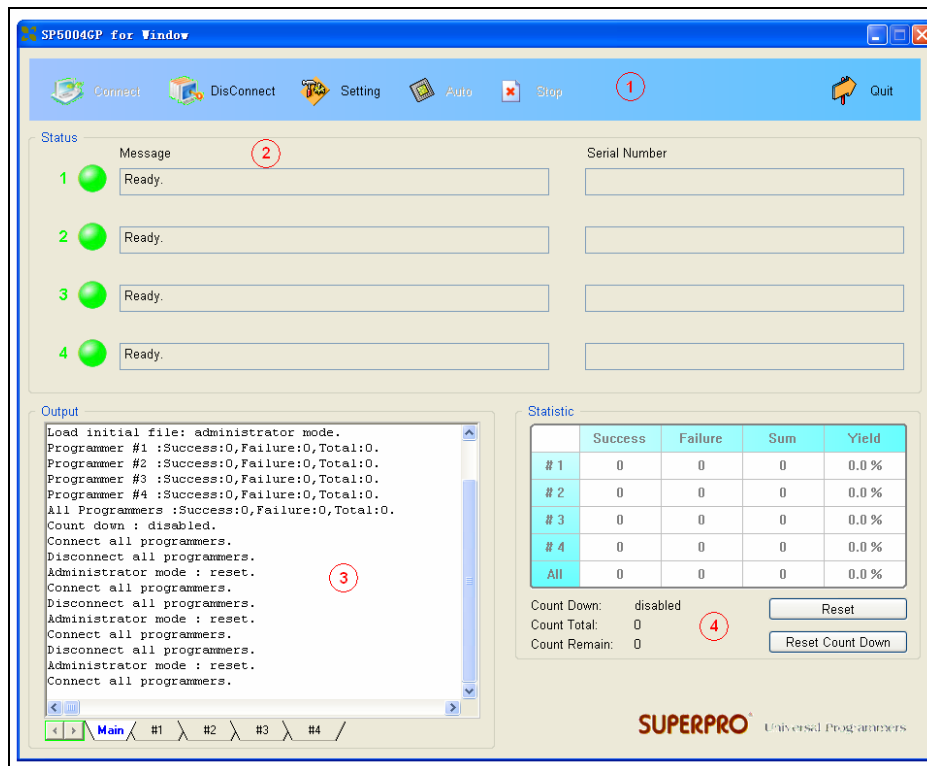 SP5004GP for Window
Connect DisConnect Setting Auto Stop 1 Quit
Status
Message 2 Serial Number
1 Ready.
2 Ready.
3 Ready.
4 Ready.
Output
Load initial file: administrator mode.
Programmer #1 :Success:0,Failure:0,Total:0.
Programmer #2 :Success:0,Failure:0,Total:0.
Programmer #3 :Success:0,Failure:0,Total:0.
Programmer #4 :Success:0,Failure:0,Total:0.
All Programmers :Success:0,Failure:0,Total:0.
Count down : disabled.
Connect all programmers.
Disconnect all programmers.
Administrator mode : reset.
Connect all programmers.
Disconnect all programmers.
Administrator mode : reset.
Connect all programmers.
Disconnect all programmers.
Administrator mode : reset.
Connect all programmers.
3
Main #1 #2 #3 #4
Statistic
Success Failure Sum Yield
# 1 0 0 0 0.0 %
# 2 0 0 0 0.0 %
# 3 0 0 0 0.0 %
# 4 0 0 0 0.0 %
All 0 0 0 0.0 %
Count Down: disabled
Count Total: 0
Count Remain: 0
4
Reset
Reset Count Down
SUPERPRO® Universal Programmers